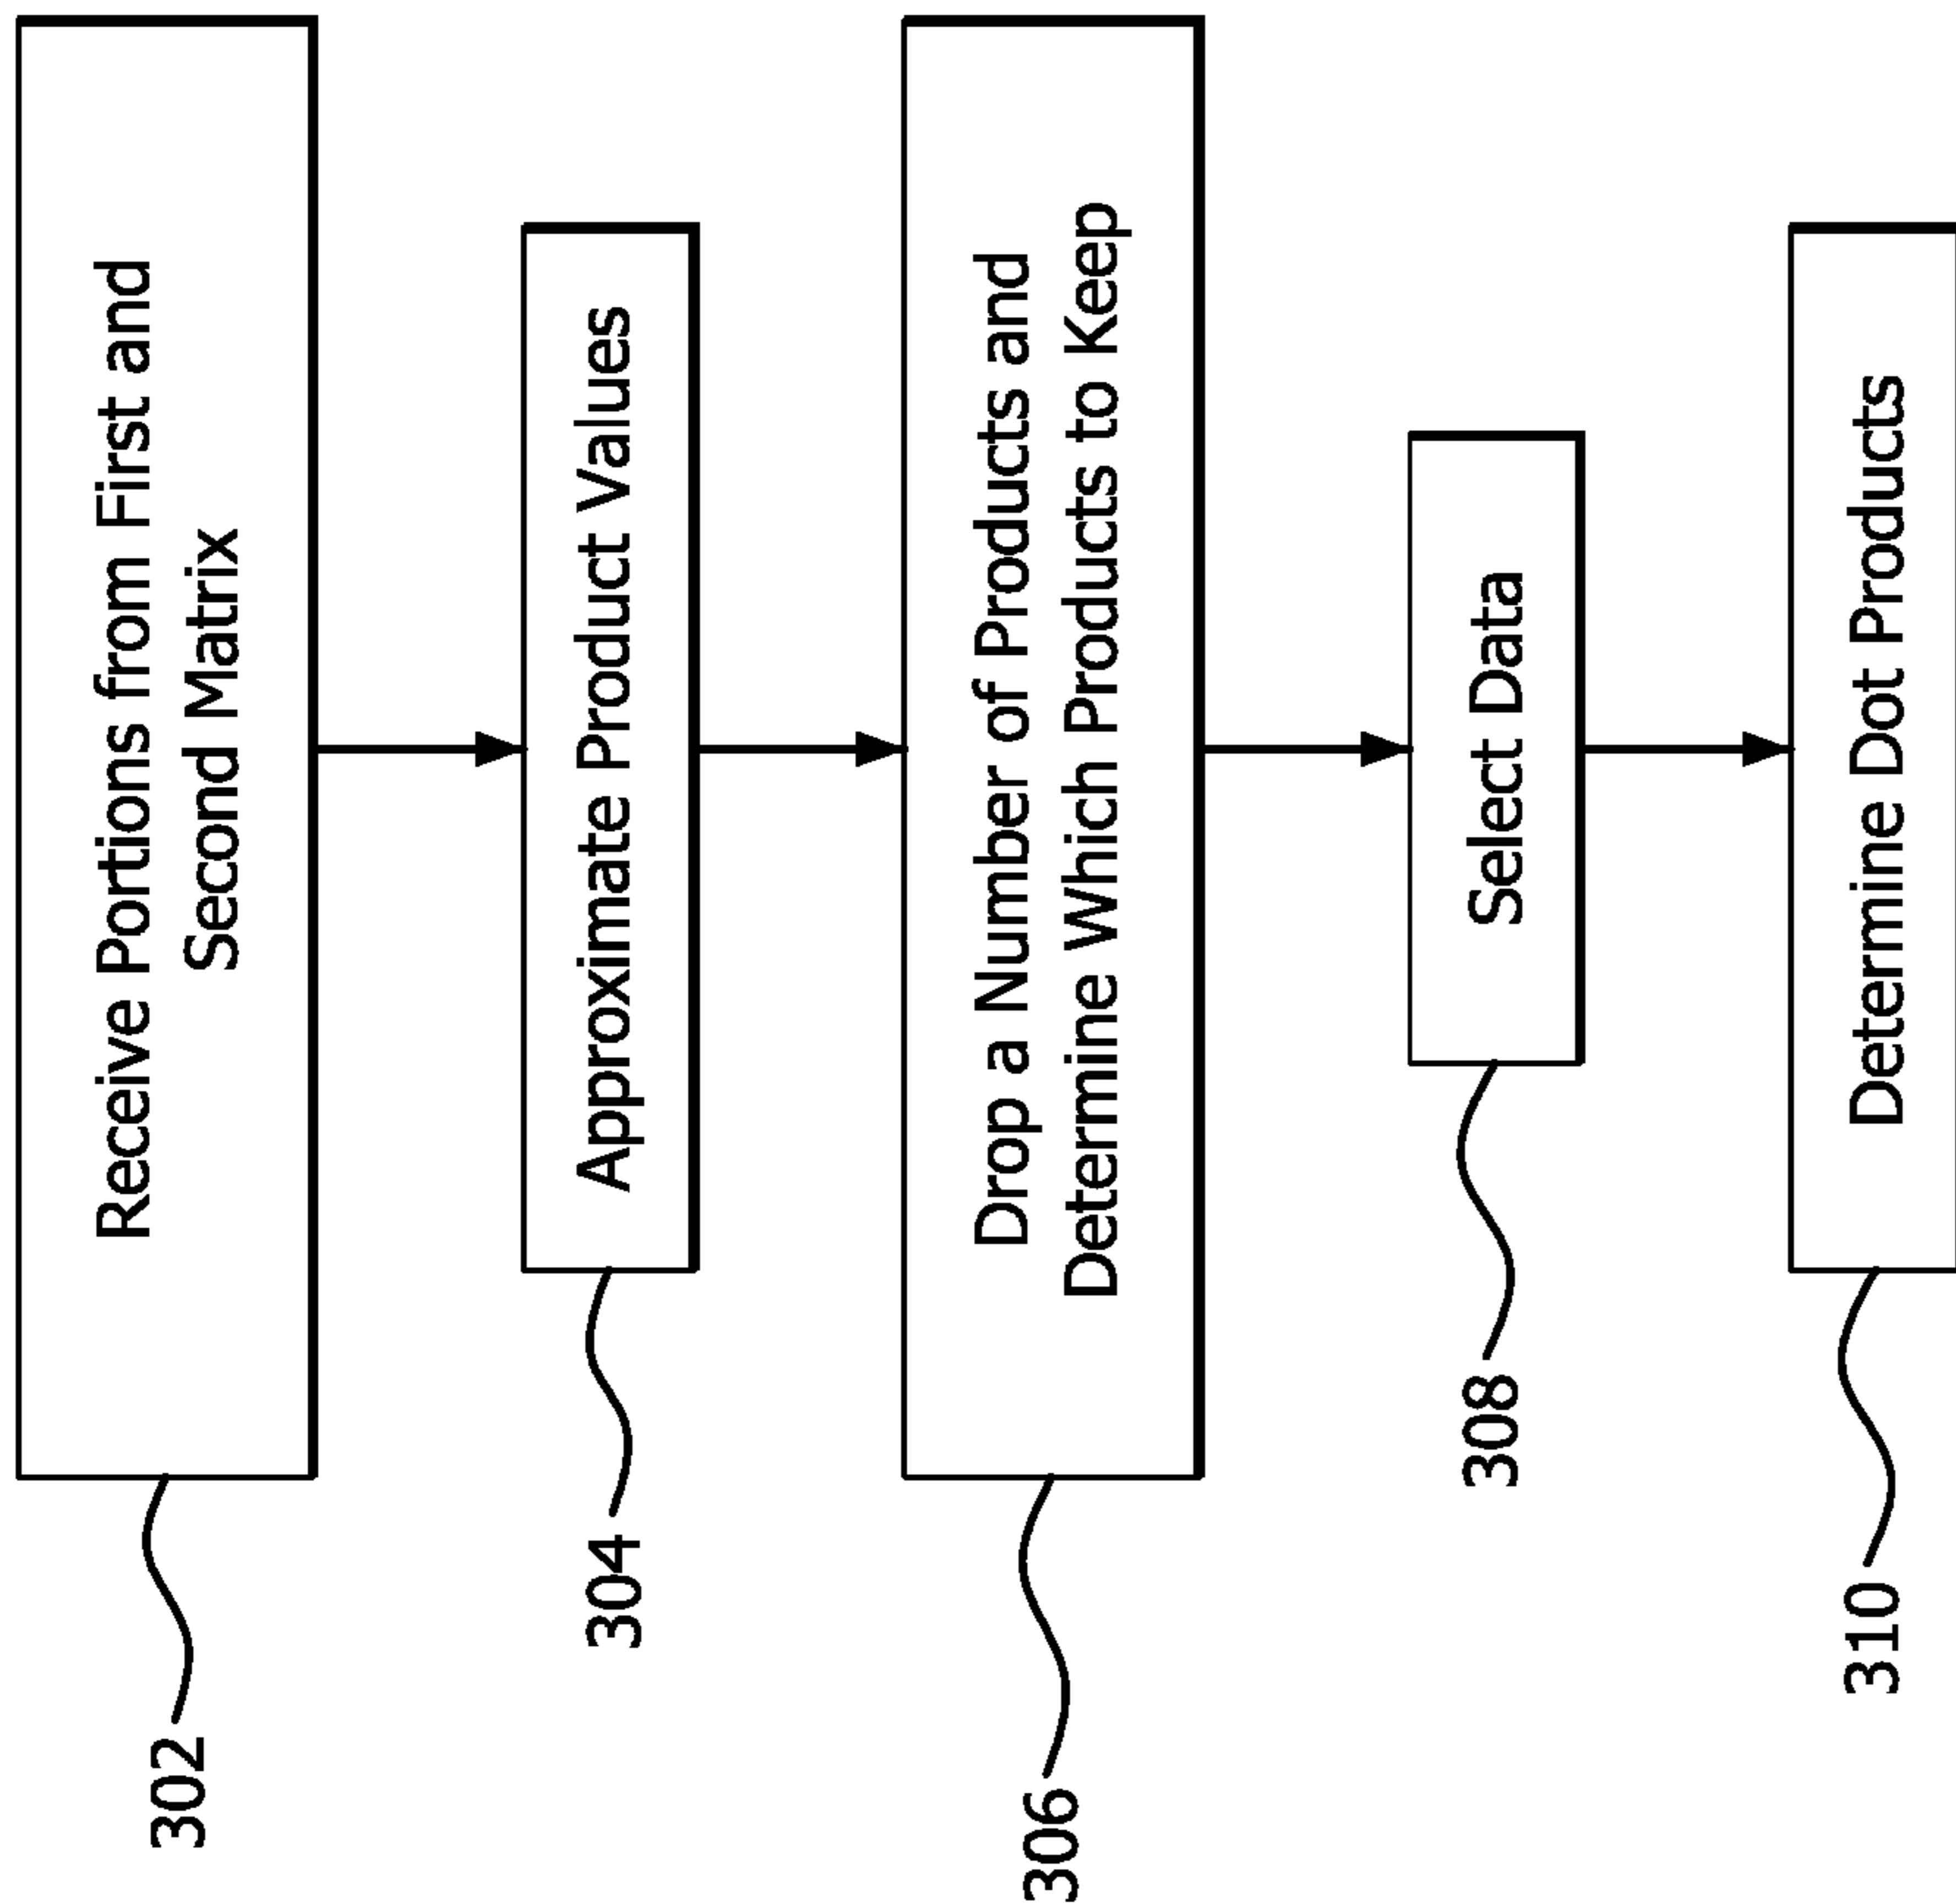 302
Receive Portions from First and
Second Matrix
304
Approximate Product Values
306
Drop a Number of Products and
Determine Which Products to Keep
308
Select Data
310
Determine Dot Products